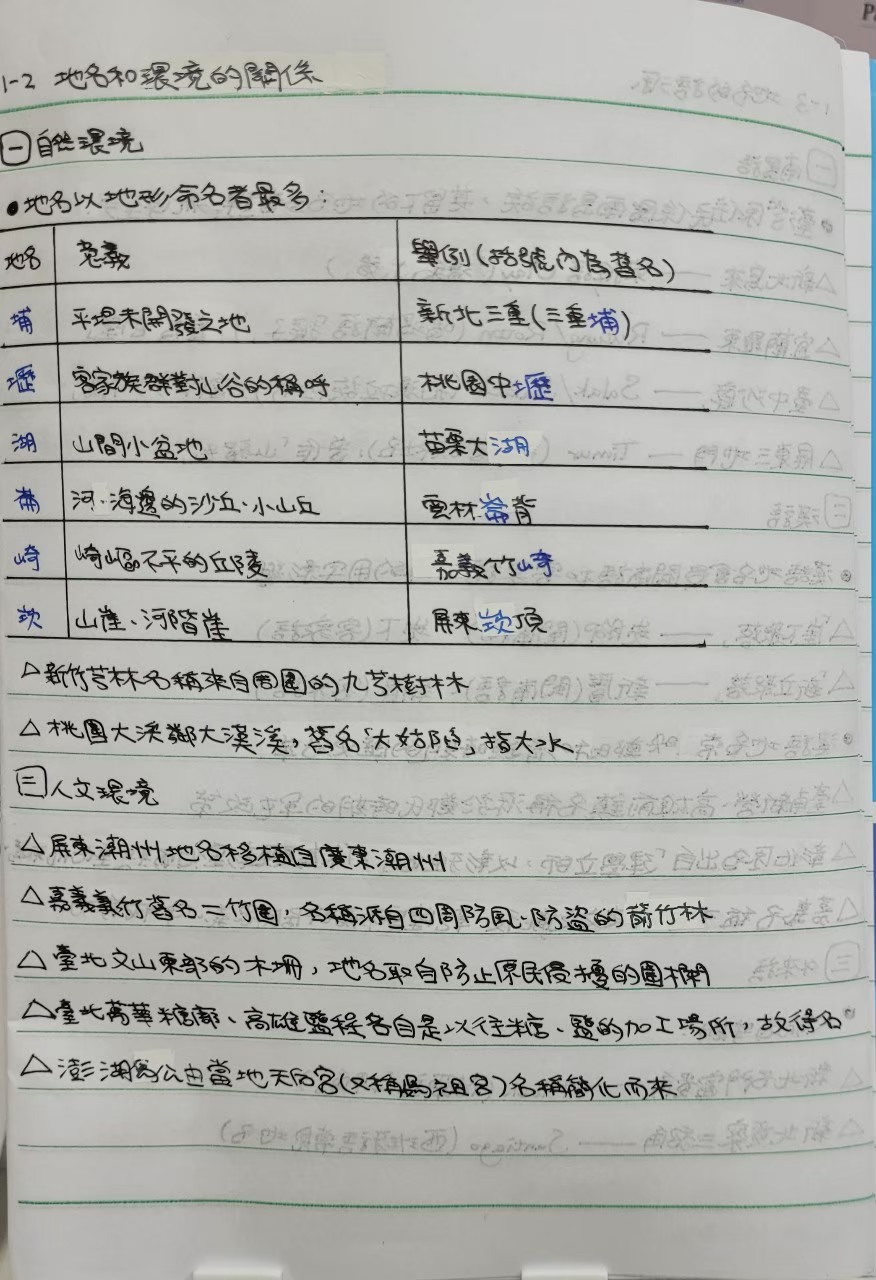 1-2 地名和環境的關係
㊀自然環境
•地名以地形命名者最多:
地名 意義 舉例(括號內為舊名)
埔 平坦未開發之地 新北三重(三重埔)
壢 客家族群對山谷的稱呼 桃園中壢
湖 山間小盆地 苗栗大湖
崙 河、海邊的沙丘、小山丘 雲林崙背
崎 崎嶇不平的丘陵 嘉義竹崎
崁 山崖、河階崖 屏東崁頂
△新竹芎林名稱來自周圍的九芎樹林
△桃園大溪鄰大漢溪,舊名「大姑陷」,指大水
㊁人文環境
△屏東潮州地名移植自廣東潮州
△嘉義義竹舊名二竹圍,名稱源自四周防風、防盜的莿竹林
△臺北文山東部的木柵,地名取自防止原民侵擾的圍柵
△臺北萬華糖廍、高雄鹽埕各自是以往糖、鹽的加工場所,故得名。
△澎湖馬公由當地天后宮(又稱媽祖宮)名稱簡化而來